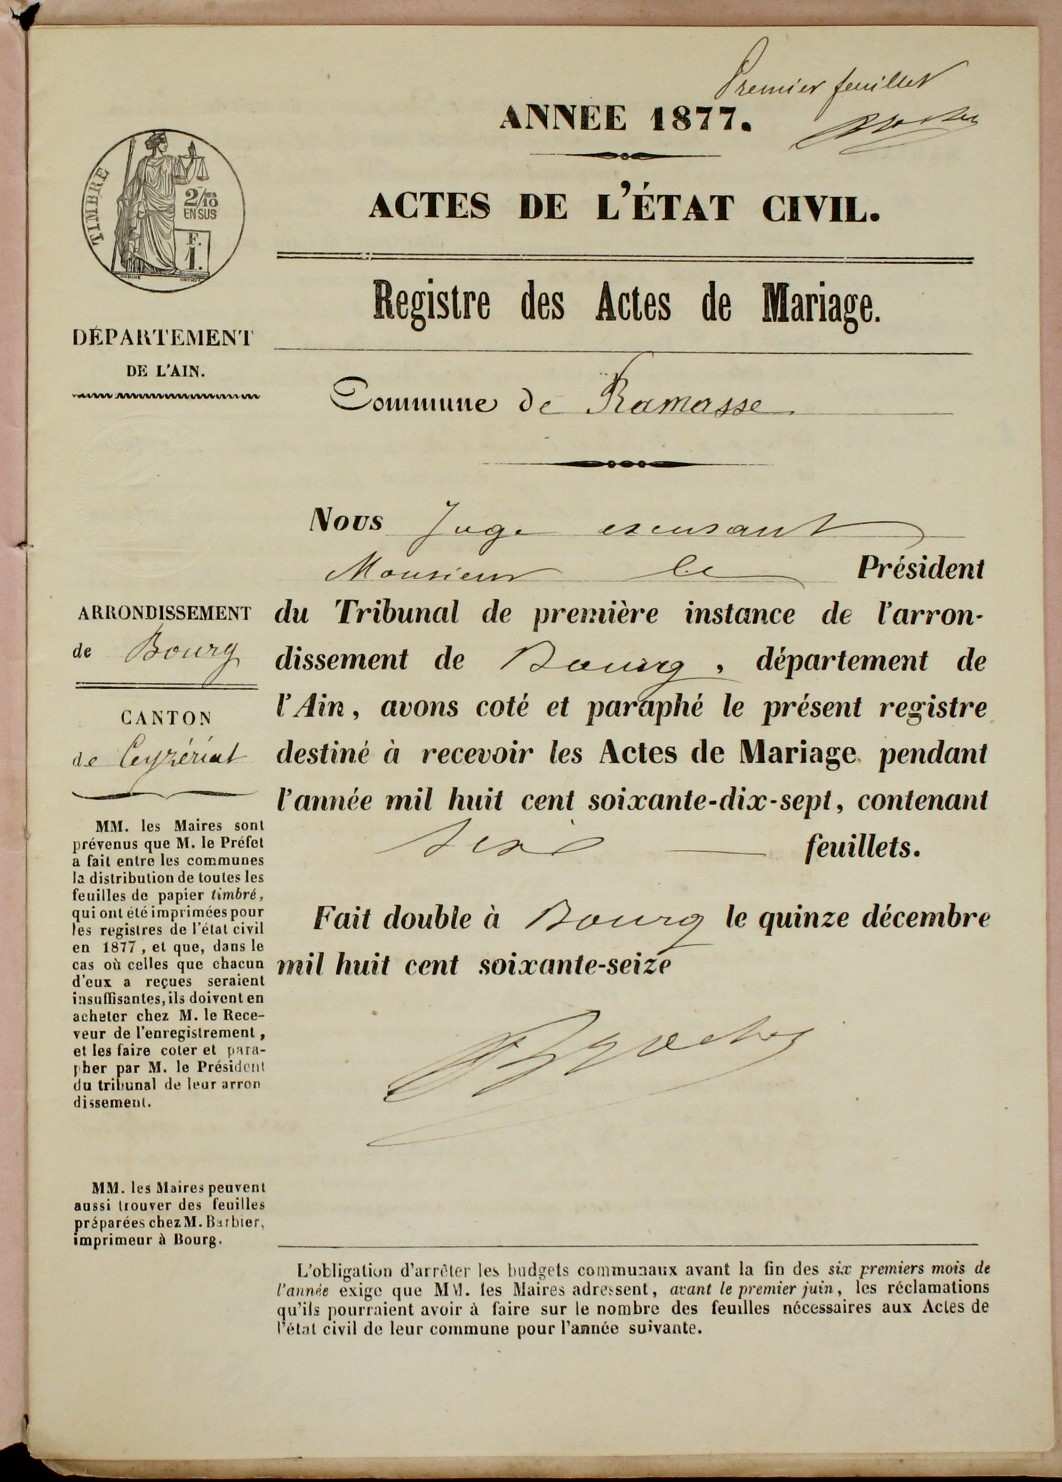 Premier feuillet
ANNÉE 1877.
ACTES DE L'ÉTAT CIVIL.
TIMBRE
2/10
EN SUS
F.
1.
Registre des Actes de Mariage.
DÉPARTEMENT
DE L'AIN.
Commune de Ramasse
Nous Juge excusant
Monsieur le Président
du Tribunal de première instance de l'arron-
dissement de Bourg, département de
l'Ain, avons coté et paraphé le présent registre
destiné à recevoir les Actes de Mariage pendant
l'année mil huit cent soixante-dix-sept, contenant
feuillets.
Fait double à Bourg le quinze décembre
mil huit cent soixante-seize
ARRONDISSEMENT
de Bourg
CANTON
de Ceyzériat
MM. les Maires sont
prévenus que M. le Préfet
a fait entre les communes
la distribution de toutes les
feuilles de papier timbré,
qui ont été imprimées pour
les registres de l'état civil
en 1877, et que, dans le
cas où celles que chacun
d'eux a reçues seraient
insuffisantes, ils doivent en
acheter chez M. le Rece-
veur de l'enregistrement,
et les faire coter et para-
pher par M. le Président
du tribunal de leur arron
dissement.
MM. les Maires peuvent
aussi trouver des feuilles
préparées chez M. Barbier,
imprimeur à Bourg.
L'obligation d'arrêter les budgets communaux avant la fin des six premiers mois de
l'année exige que MM. les Maires adressent, avant le premier juin, les réclamations
qu'ils pourraient avoir à faire sur le nombre des feuilles nécessaires aux Actes de
l'état civil de leur commune pour l'année suivante.